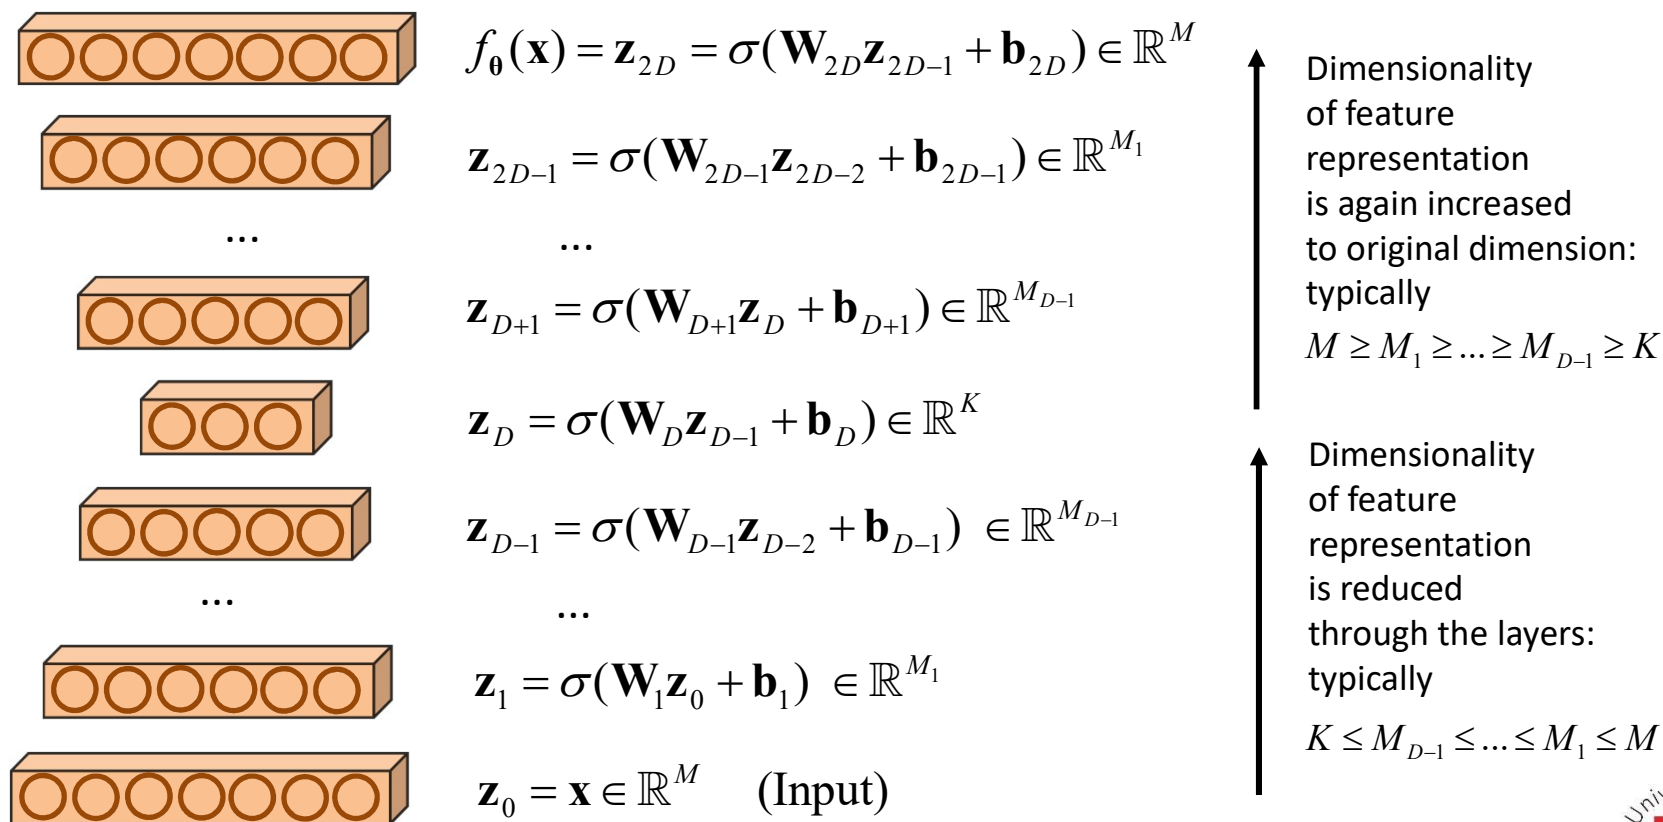 f_θ(x) = z_{2D} = σ(W_{2D}z_{2D−1} + b_{2D}) ∈ ℝ^M
z_{2D−1} = σ(W_{2D−1}z_{2D−2} + b_{2D−1}) ∈ ℝ^{M_1}
...
...
z_{D+1} = σ(W_{D+1}z_D + b_{D+1}) ∈ ℝ^{M_{D−1}}
z_D = σ(W_D z_{D−1} + b_D) ∈ ℝ^K
z_{D−1} = σ(W_{D−1}z_{D−2} + b_{D−1}) ∈ ℝ^{M_{D−1}}
...
...
z_1 = σ(W_1z_0 + b_1) ∈ ℝ^{M_1}
z_0 = x ∈ ℝ^M (Input)
Dimensionality
of feature
representation
is again increased
to original dimension:
typically
M ≥ M_1 ≥ ... ≥ M_{D−1} ≥ K
Dimensionality
of feature
representation
is reduced
through the layers:
typically
K ≤ M_{D−1} ≤ ... ≤ M_1 ≤ M